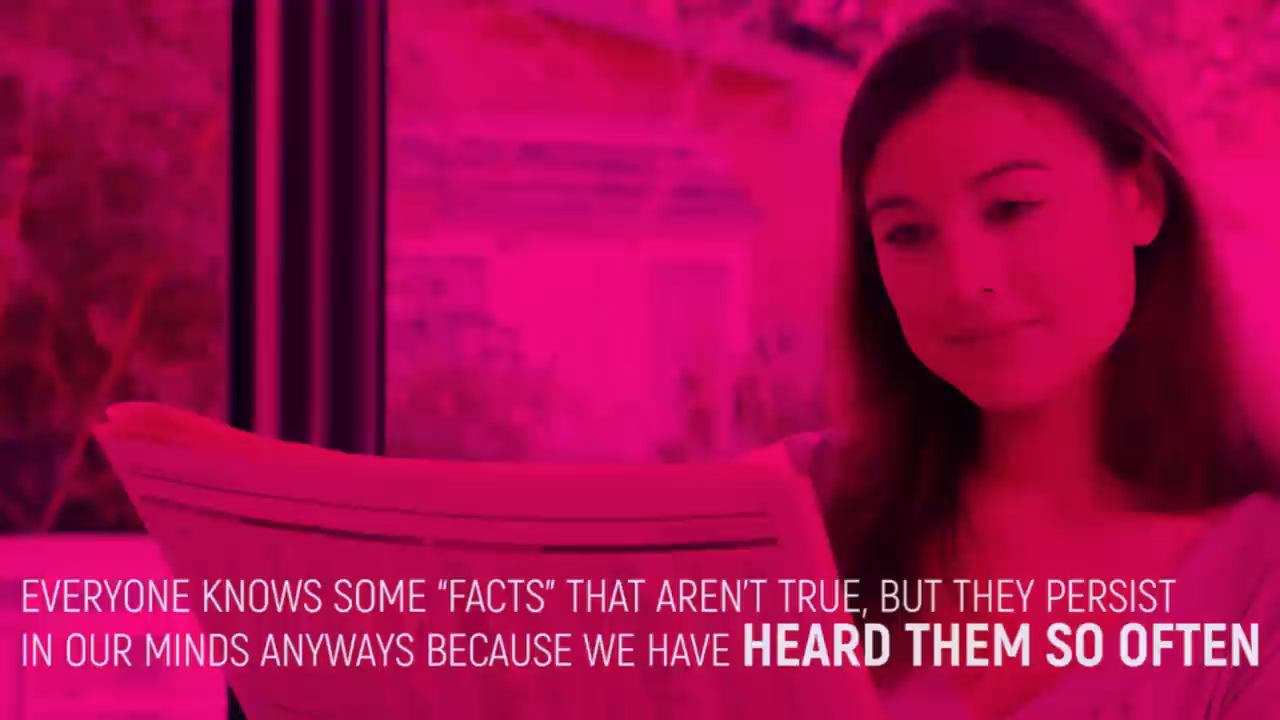 EVERYONE KNOWS SOME “FACTS” THAT AREN'T TRUE, BUT THEY PERSIST
IN OUR MINDS ANYWAYS BECAUSE WE HAVE HEARD THEM SO OFTEN